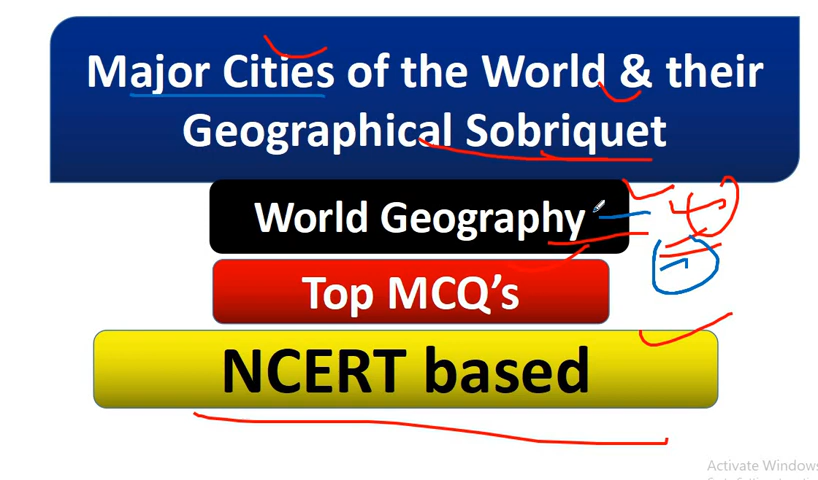 Major Cities of the World & their
Geographical Sobriquet
World Geography
Top MCQ's
NCERT based
Activate Windows